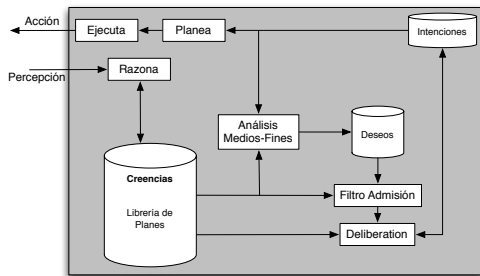 Acción
Ejecuta
Planea
Intenciones
Percepción
Razona
Análisis
Medios-Fines
Deseos
Creencias
Librería de
Planes
Filtro Admisión
Deliberation